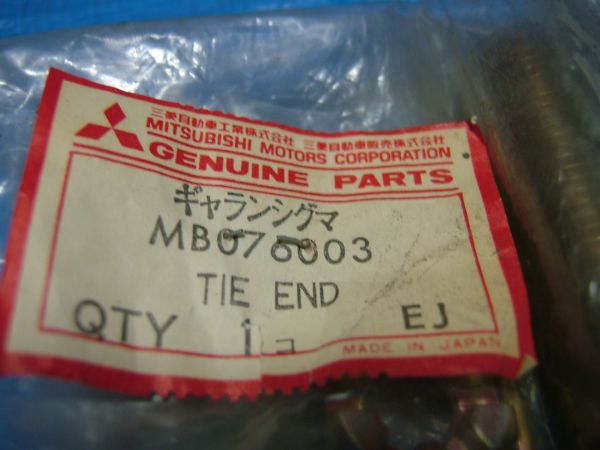 三菱自動車工業株式会社 三菱自動車販売株式会社
MITSUBISHI MOTORS CORPORATION
GENUINE PARTS
ギャランシグマ
MB076003
TIE END
QTY 1コ EJ
MADE IN JAPAN